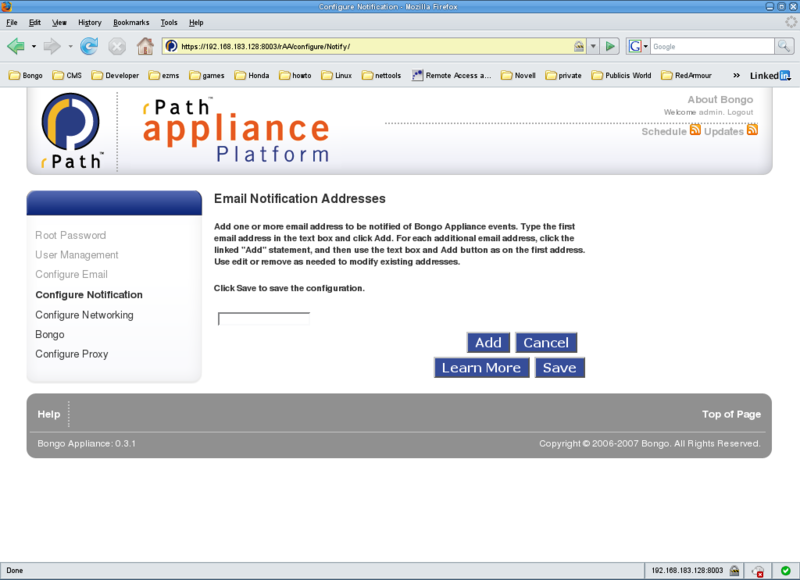 Configure Notification - Mozilla Firefox
File Edit View History Bookmarks Tools Help
https://192.168.183.128:8003/rAA/configure/Notify/
G Google
Bongo CMS Developer ezms games Honda howto Linux nettools Remote Access a... Novell private Publicis World RedArmour » Linked in
rPath™
rPath™
appliance
Platform
About Bongo
Welcome admin, Logout
Schedule Updates
Root Password
User Management
Configure Email
Configure Notification
Configure Networking
Bongo
Configure Proxy
Email Notification Addresses
Add one or more email address to be notified of Bongo Appliance events. Type the first
email address in the text box and click Add. For each additional email address, click the
linked "Add" statement, and then use the text box and Add button as on the first address.
Use edit or remove as needed to modify existing addresses.
Click Save to save the configuration.
Add Cancel
Learn More Save
Help
Top of Page
Bongo Appliance: 0.3.1
Copyright © 2006-2007 Bongo. All Rights Reserved.
Done
192.168.183.128:8003